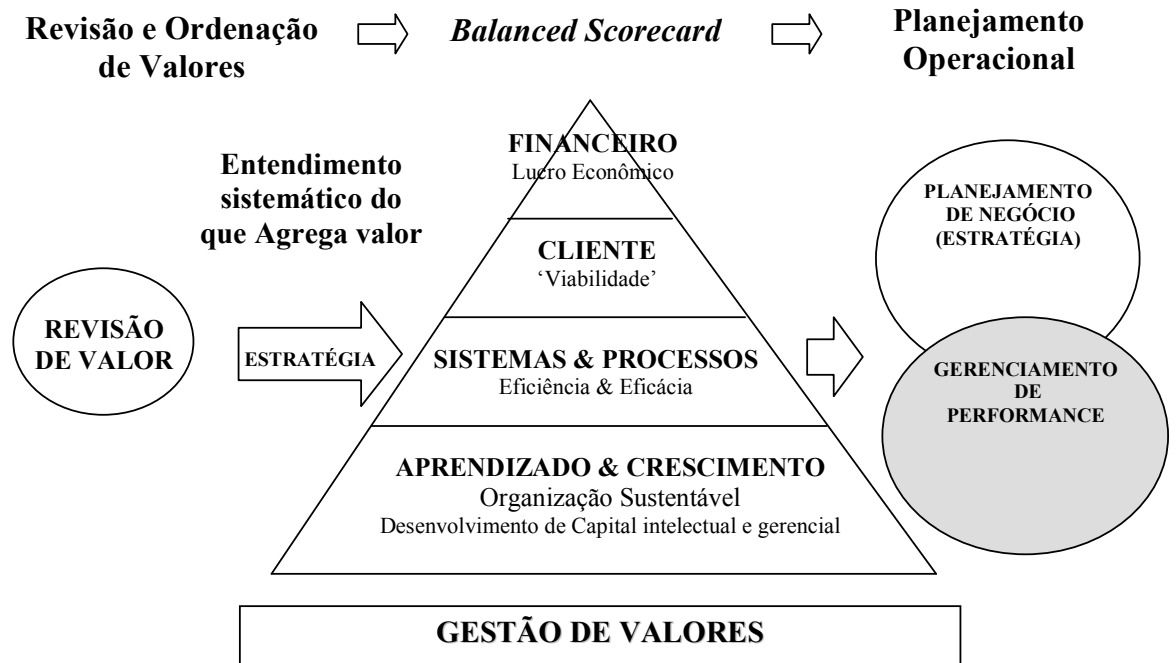 Revisão e Ordenação
de Valores
Balanced Scorecard
Planejamento
Operacional
Entendimento
sistemático do
que Agrega valor
REVISÃO
DE VALOR
ESTRATÉGIA
FINANCEIRO
Lucro Econômico
CLIENTE
‘Viabilidade’
SISTEMAS & PROCESSOS
Eficiência & Eficácia
APRENDIZADO & CRESCIMENTO
Organização Sustentável
Desenvolvimento de Capital intelectual e gerencial
PLANEJAMENTO
DE NEGÓCIO
(ESTRATÉGIA)
GERENCIAMENTO
DE
PERFORMANCE
GESTÃO DE VALORES